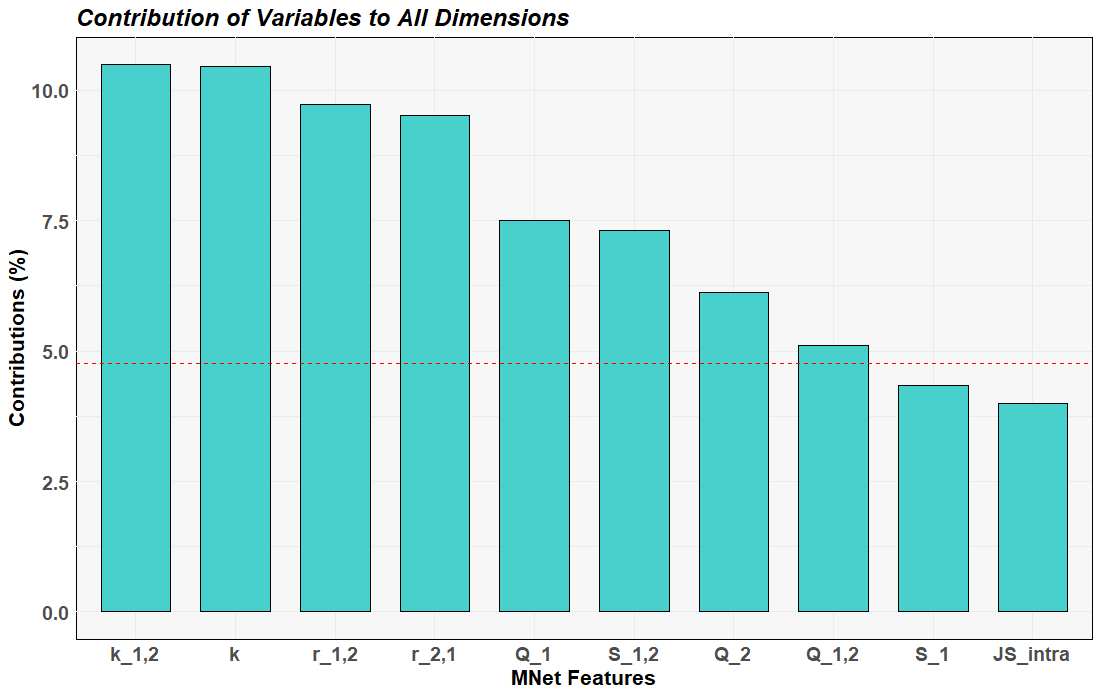 Contribution of Variables to All Dimensions
Contributions (%)
10.0
7.5
5.0
2.5
0.0
k_1,2 k r_1,2 r_2,1 Q_1 S_1,2 Q_2 Q_1,2 S_1 JS_intra
MNet Features